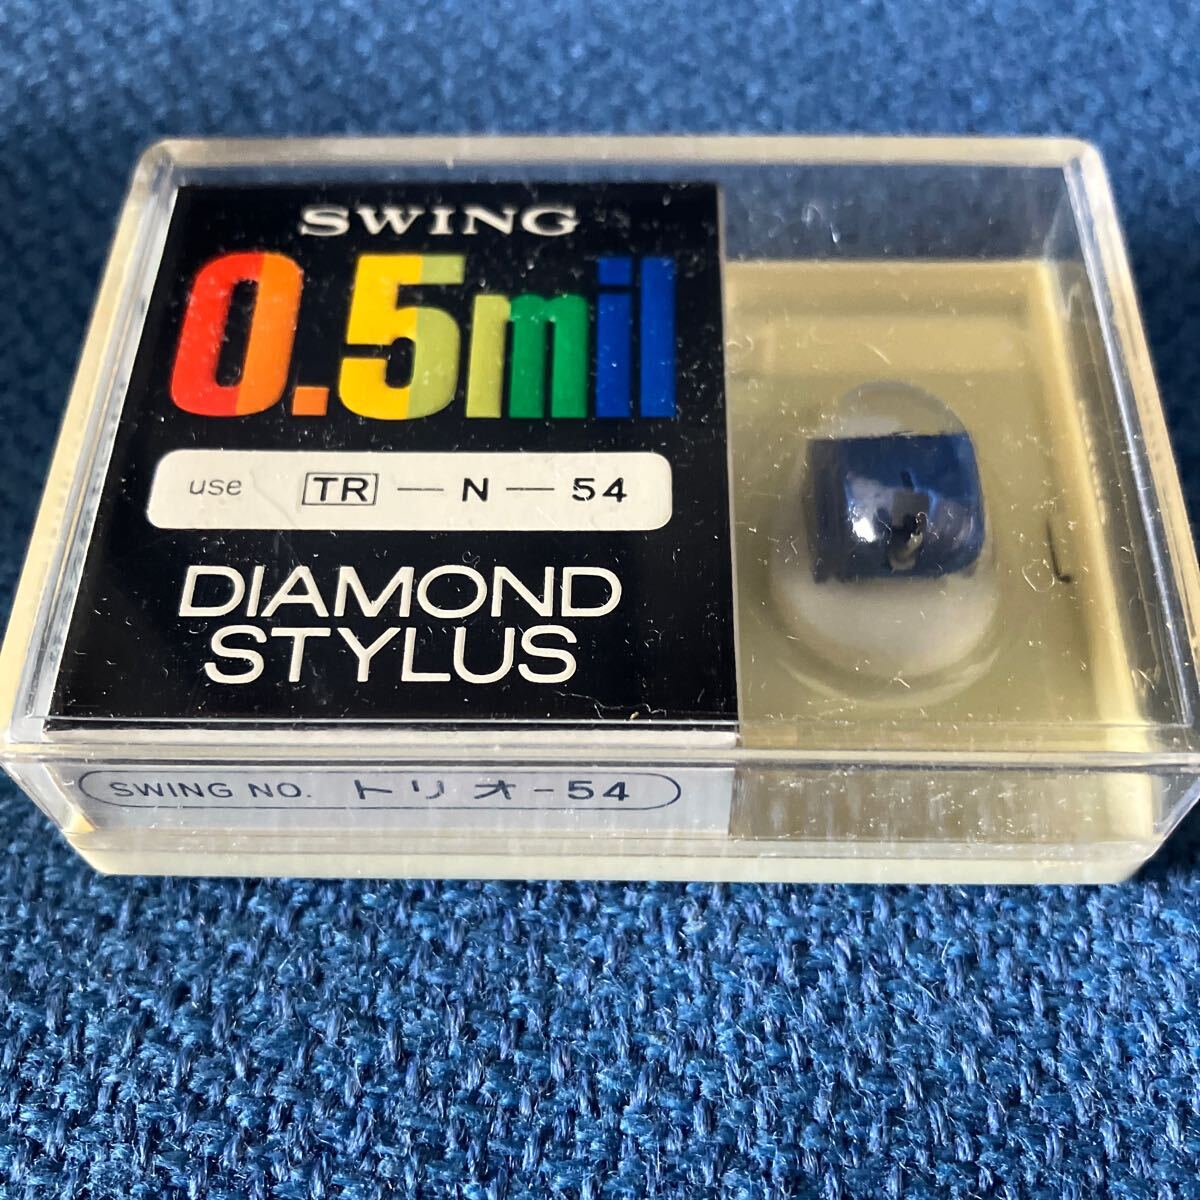 SWING
0.5mil
use TR — N — 54
DIAMOND
STYLUS
SWING NO. トリオ-54